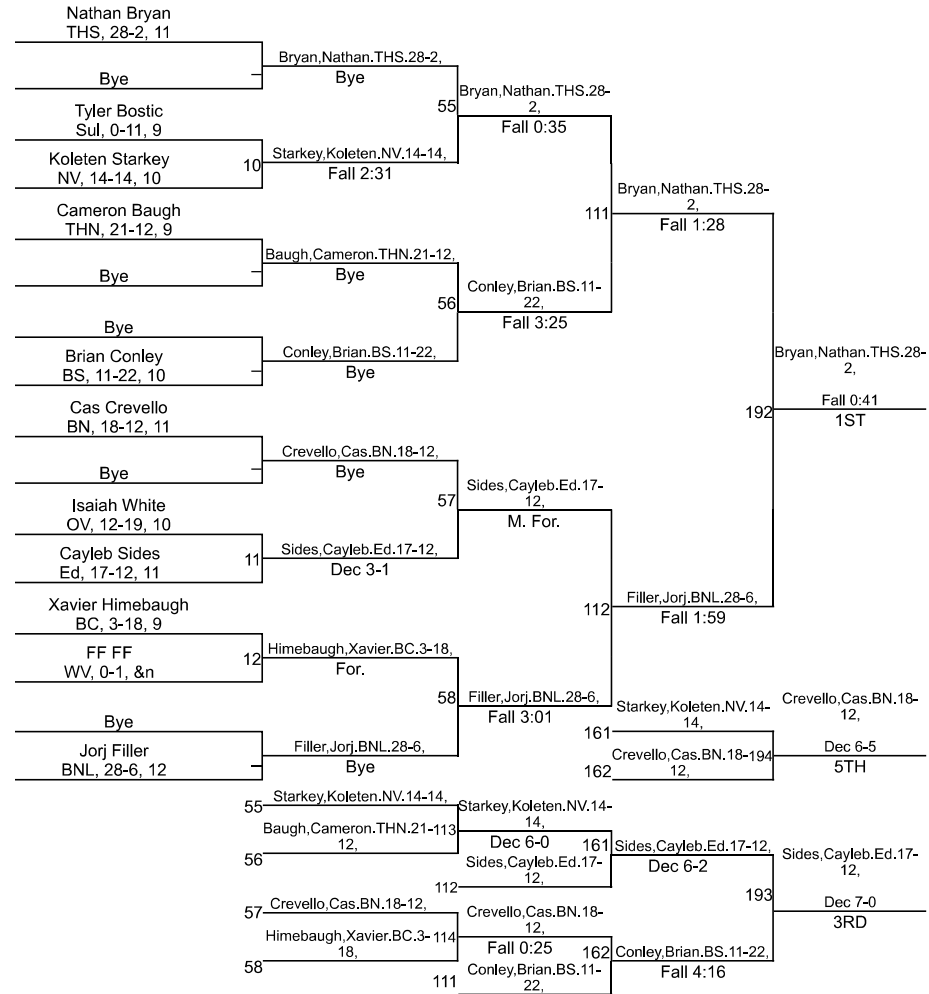 Nathan Bryan
THS, 28-2, 11
Bryan,Nathan.THS.28-2,
Bye
Bye
55
Bryan,Nathan.THS.28-
2,
Fall 0:35
Tyler Bostic
Sul, 0-11, 9
10
Starkey,Koleten.NV.14-14,
Fall 2:31
Koleten Starkey
NV, 14-14, 10
111
Bryan,Nathan.THS.28-
2,
Fall 1:28
Cameron Baugh
THN, 21-12, 9
Baugh,Cameron.THN.21-12,
Bye
Bye
56
Conley,Brian.BS.11-
22,
Fall 3:25
Bye
Conley,Brian.BS.11-22,
Bye
Brian Conley
BS, 11-22, 10
192
Bryan,Nathan.THS.28-
2,
Fall 0:41
1ST
Cas Crevello
BN, 18-12, 11
Crevello,Cas.BN.18-12,
Bye
Bye
57
Sides,Cayleb.Ed.17-
12,
M. For.
Isaiah White
OV, 12-19, 10
11
Sides,Cayleb.Ed.17-12,
Dec 3-1
Cayleb Sides
Ed, 17-12, 11
112
Filler,Jorj.BNL.28-6,
Fall 1:59
Xavier Himebaugh
BC, 3-18, 9
12
Himebaugh,Xavier.BC.3-18,
For.
FF FF
WV, 0-1, &n
58
Filler,Jorj.BNL.28-6,
Fall 3:01
Bye
Filler,Jorj.BNL.28-6,
Bye
Jorj Filler
BNL, 28-6, 12
Starkey,Koleten.NV.14-
14,
161
Crevello,Cas.BN.18-
12,
162
194
Crevello,Cas.BN.18-
12,
Dec 6-5
5TH
55
Starkey,Koleten.NV.14-14,
Baugh,Cameron.THN.21-
12,
56
113
Starkey,Koleten.NV.14-
14,
Dec 6-0
Sides,Cayleb.Ed.17-
12,
112
161
Sides,Cayleb.Ed.17-12,
Dec 6-2
193
Sides,Cayleb.Ed.17-
12,
Dec 7-0
3RD
57
Crevello,Cas.BN.18-12,
Himebaugh,Xavier.BC.3-
18,
58
114
Crevello,Cas.BN.18-
12,
Fall 0:25
Conley,Brian.BS.11-
22,
111
162
Conley,Brian.BS.11-22,
Fall 4:16